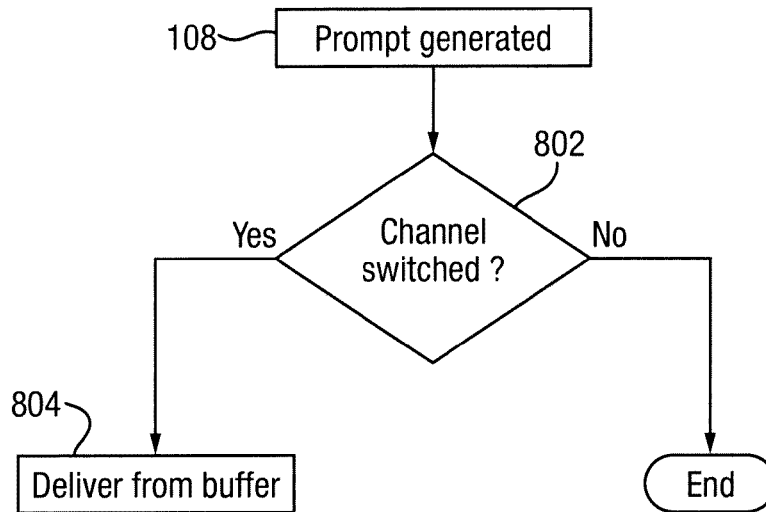 108
Prompt generated
802
Yes
Channel
switched ?
No
804
Deliver from buffer
End